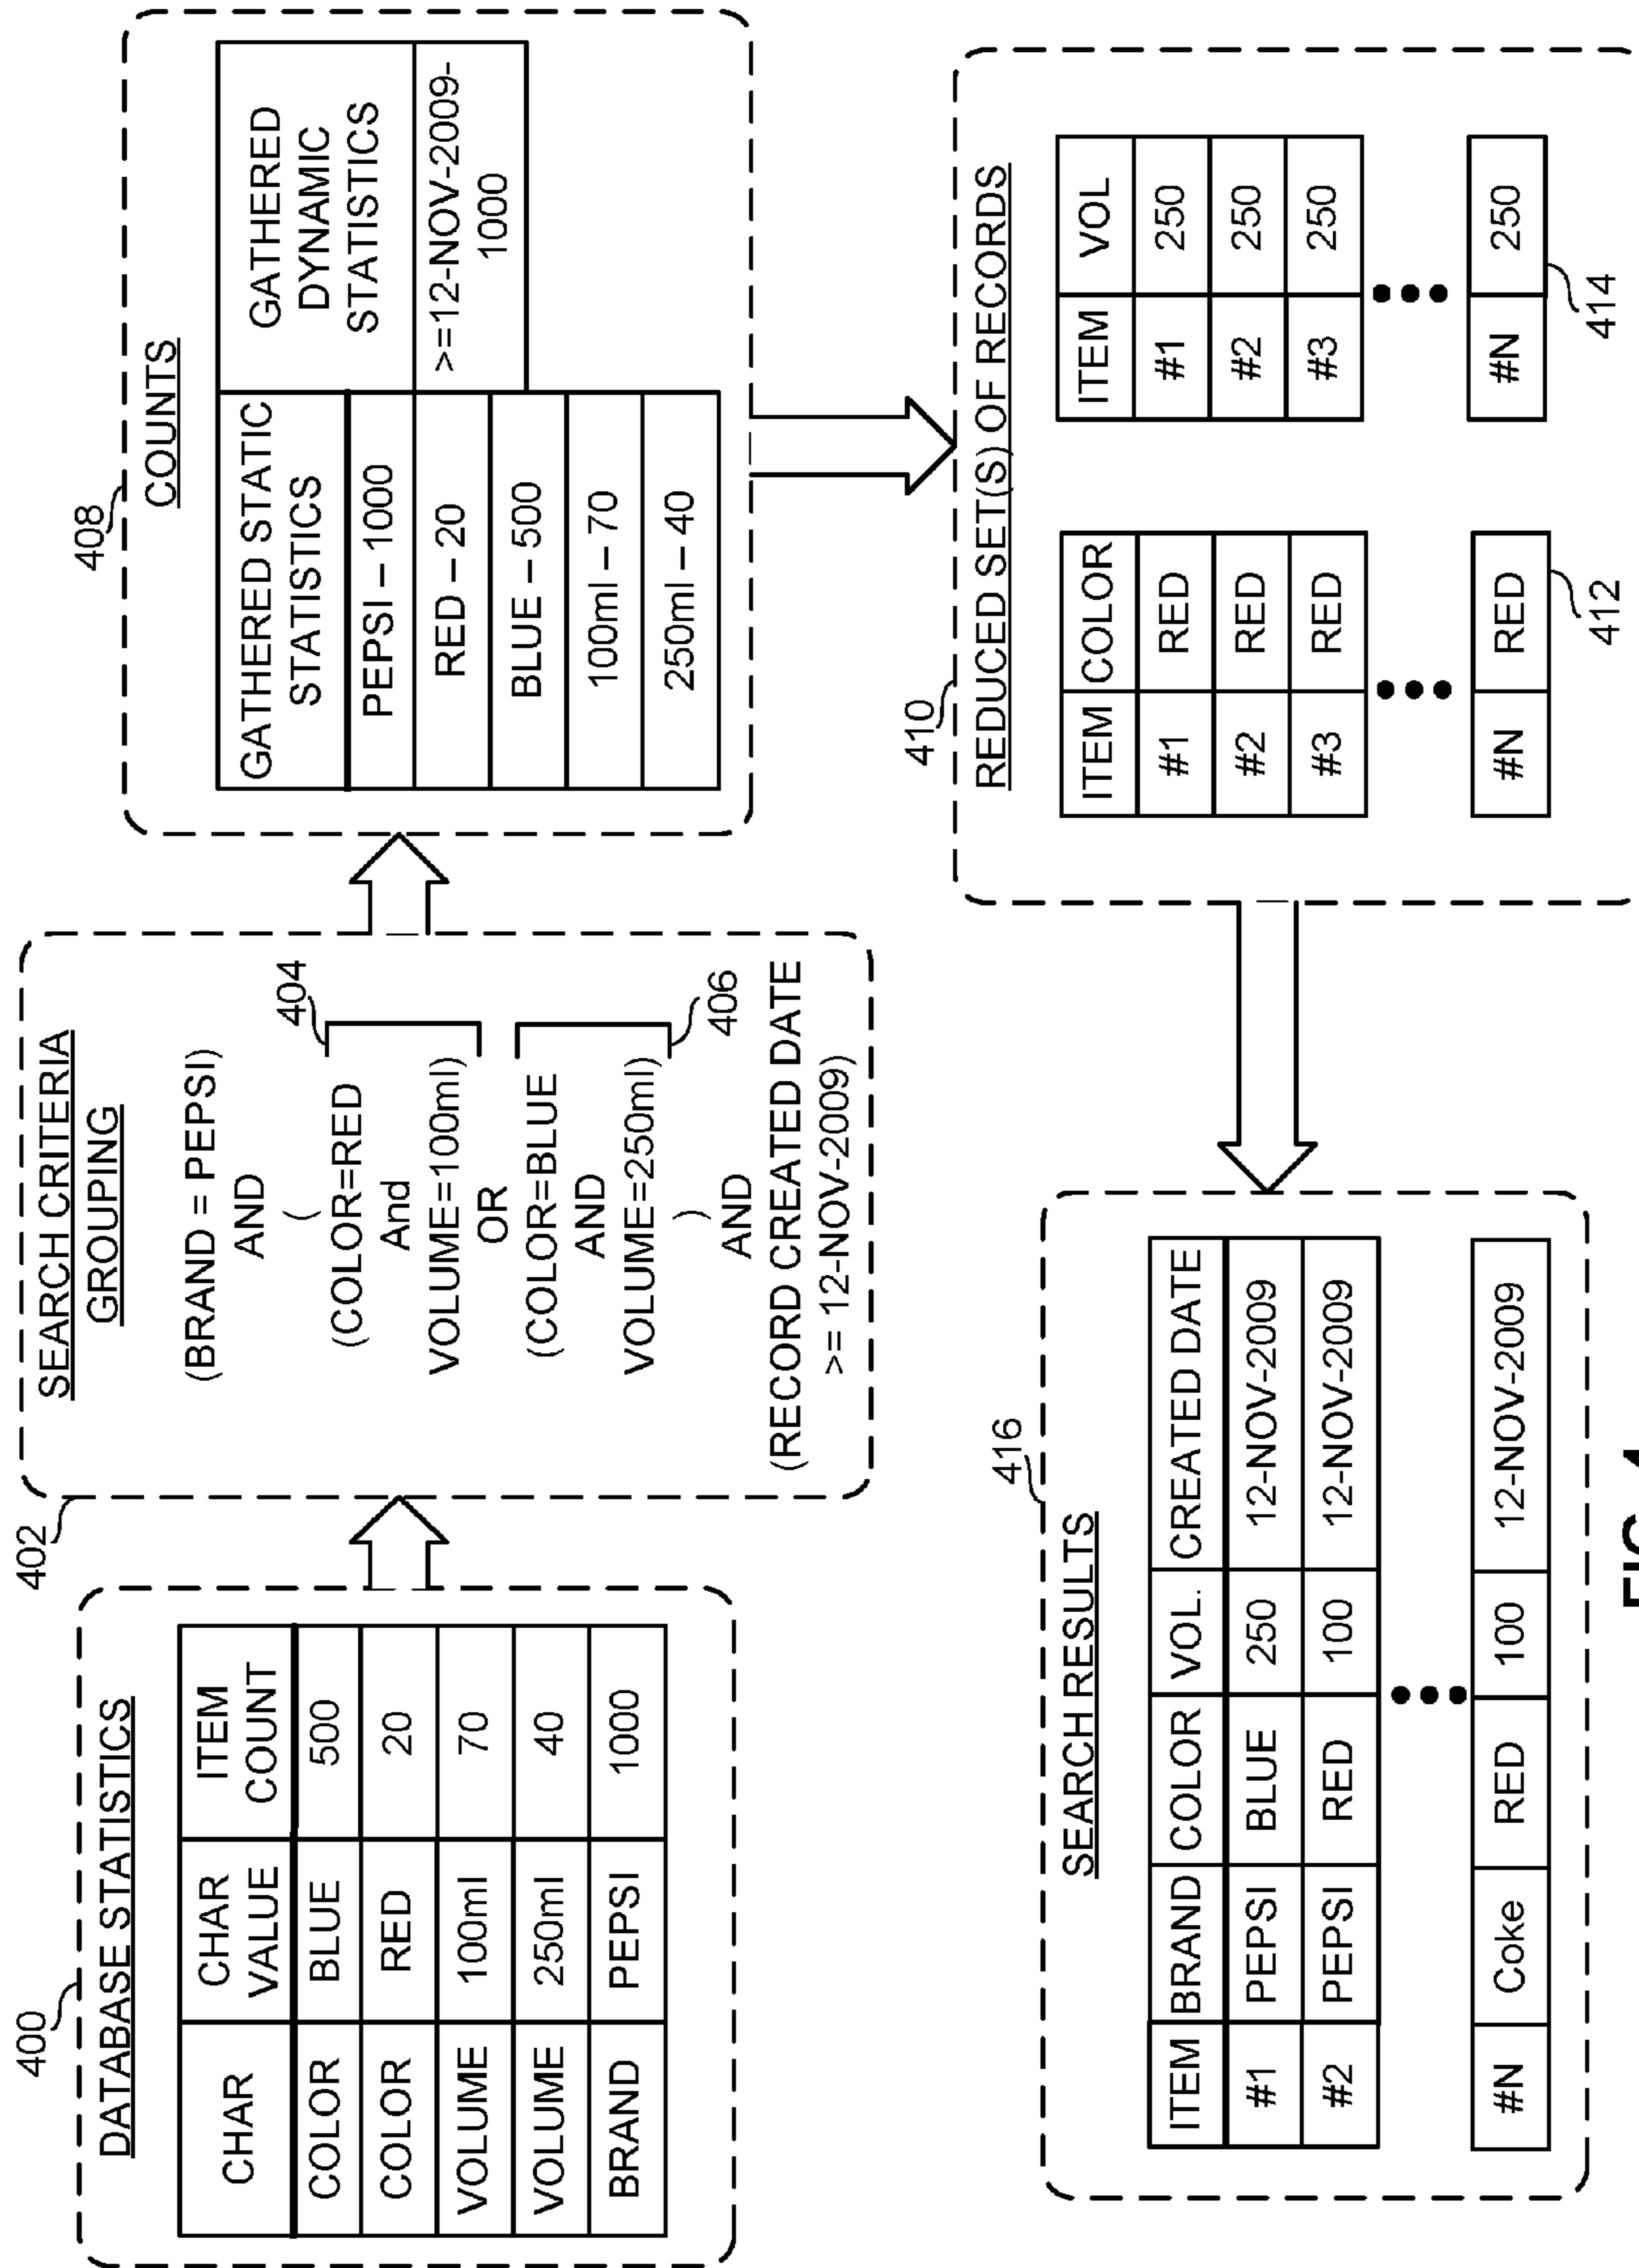 400
DATABASE STATISTICS
CHAR CHAR VALUE ITEM COUNT
COLOR BLUE 500
COLOR RED 20
VOLUME 100ml 70
VOLUME 250ml 40
BRAND PEPSI 1000
402
SEARCH CRITERIA
GROUPING
(BRAND = PEPSI)
AND
(
(COLOR=RED
And
VOLUME=100ml)
404
OR
(COLOR=BLUE
AND
VOLUME=250ml)
406
)
AND
(RECORD CREATED DATE
>= 12-NOV-2009)
408
COUNTS
GATHERED STATIC
STATISTICS
PEPSI – 1000
RED – 20
BLUE – 500
100ml – 70
250ml – 40
GATHERED
DYNAMIC
STATISTICS
>=12-NOV-2009-
1000
410
REDUCED SET(S) OF RECORDS
ITEM COLOR
#1 RED
#2 RED
#3 RED
#N RED
412
ITEM VOL
#1 250
#2 250
#3 250
#N 250
414
416
SEARCH RESULTS
ITEM BRAND COLOR VOL. CREATED DATE
#1 PEPSI BLUE 250 12-NOV-2009
#2 PEPSI RED 100 12-NOV-2009
#N Coke RED 100 12-NOV-2009